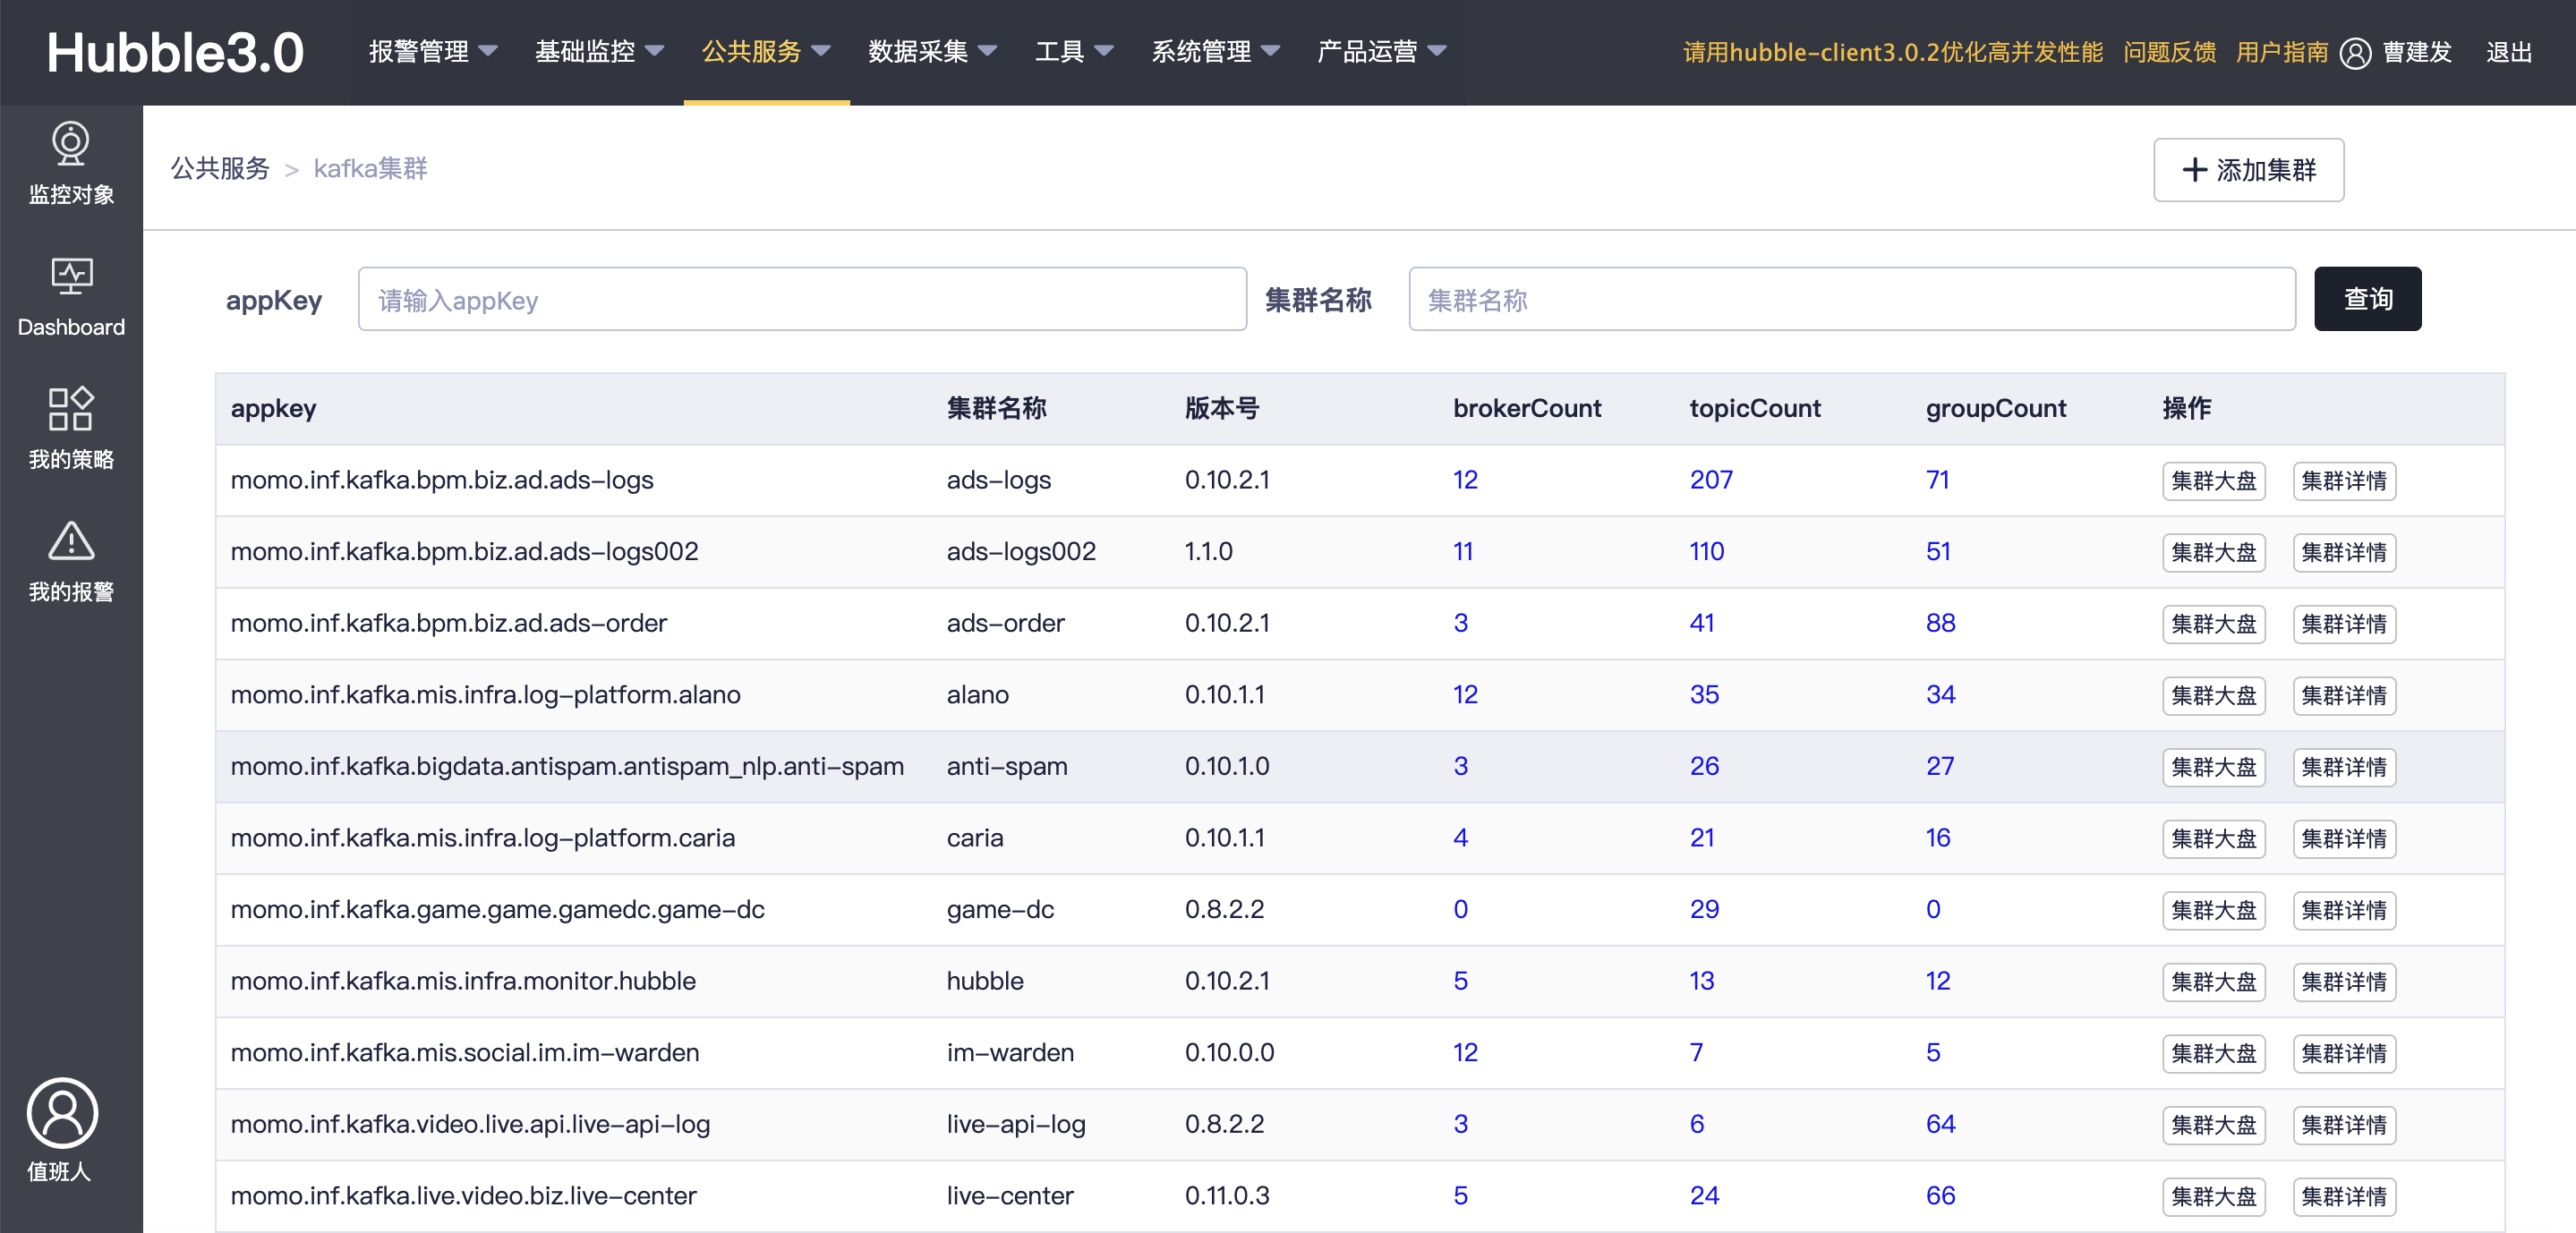 Hubble3.0 报警管理 基础监控 公共服务 数据采集 工具 系统管理 产品运营 请用hubble-client3.0.2优化高并发性能 问题反馈 用户指南 曹建发 退出
监控对象
Dashboard
我的策略
我的报警
值班人
公共服务 > kafka集群 添加集群
appKey 请输入appKey 集群名称 集群名称 查询
appkey 集群名称 版本号 brokerCount topicCount groupCount 操作
momo.inf.kafka.bpm.biz.ad.ads-logs ads-logs 0.10.2.1 12 207 71 集群大盘 集群详情
momo.inf.kafka.bpm.biz.ad.ads-logs002 ads-logs002 1.1.0 11 110 51 集群大盘 集群详情
momo.inf.kafka.bpm.biz.ad.ads-order ads-order 0.10.2.1 3 41 88 集群大盘 集群详情
momo.inf.kafka.mis.infra.log-platform.alano alano 0.10.1.1 12 35 34 集群大盘 集群详情
momo.inf.kafka.bigdata.antispam.antispam_nlp.anti-spam anti-spam 0.10.1.0 3 26 27 集群大盘 集群详情
momo.inf.kafka.mis.infra.log-platform.caria caria 0.10.1.1 4 21 16 集群大盘 集群详情
momo.inf.kafka.game.game.gamedc.game-dc game-dc 0.8.2.2 0 29 0 集群大盘 集群详情
momo.inf.kafka.mis.infra.monitor.hubble hubble 0.10.2.1 5 13 12 集群大盘 集群详情
momo.inf.kafka.mis.social.im.im-warden im-warden 0.10.0.0 12 7 5 集群大盘 集群详情
momo.inf.kafka.video.live.api.live-api-log live-api-log 0.8.2.2 3 6 64 集群大盘 集群详情
momo.inf.kafka.live.video.biz.live-center live-center 0.11.0.3 5 24 66 集群大盘 集群详情